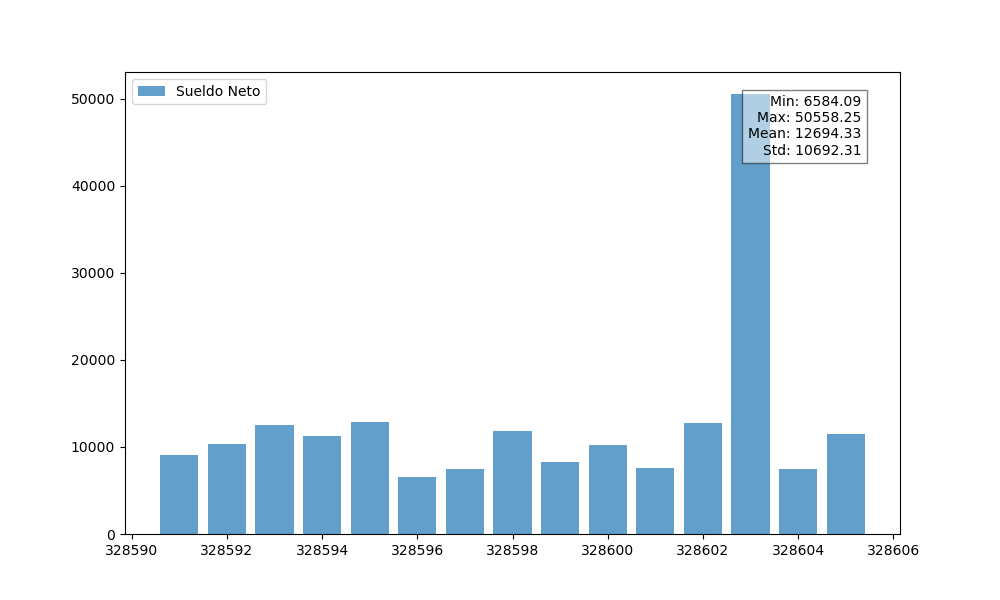 Sueldo Neto
Min: 6584.09
Max: 50558.25
Mean: 12694.33
Std: 10692.31
50000
40000
30000
20000
10000
0
328590 328592 328594 328596 328598 328600 328602 328604 328606